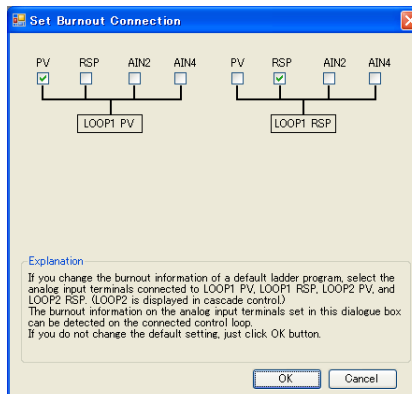 Set Burnout Connection
PV RSP AIN2 AIN4 PV RSP AIN2 AIN4
LOOP1 PV LOOP1 RSP
Explanation
If you change the burnout information of a default ladder program, select the
analog input terminals connected to LOOP1 PV, LOOP1 RSP, LOOP2 PV, and
LOOP2 RSP. (LOOP2 is displayed in cascade control.)
The burnout information on the analog input terminals set in this dialogue box
can be detected on the connected control loop.
If you do not change the default setting, just click OK button.
OK Cancel